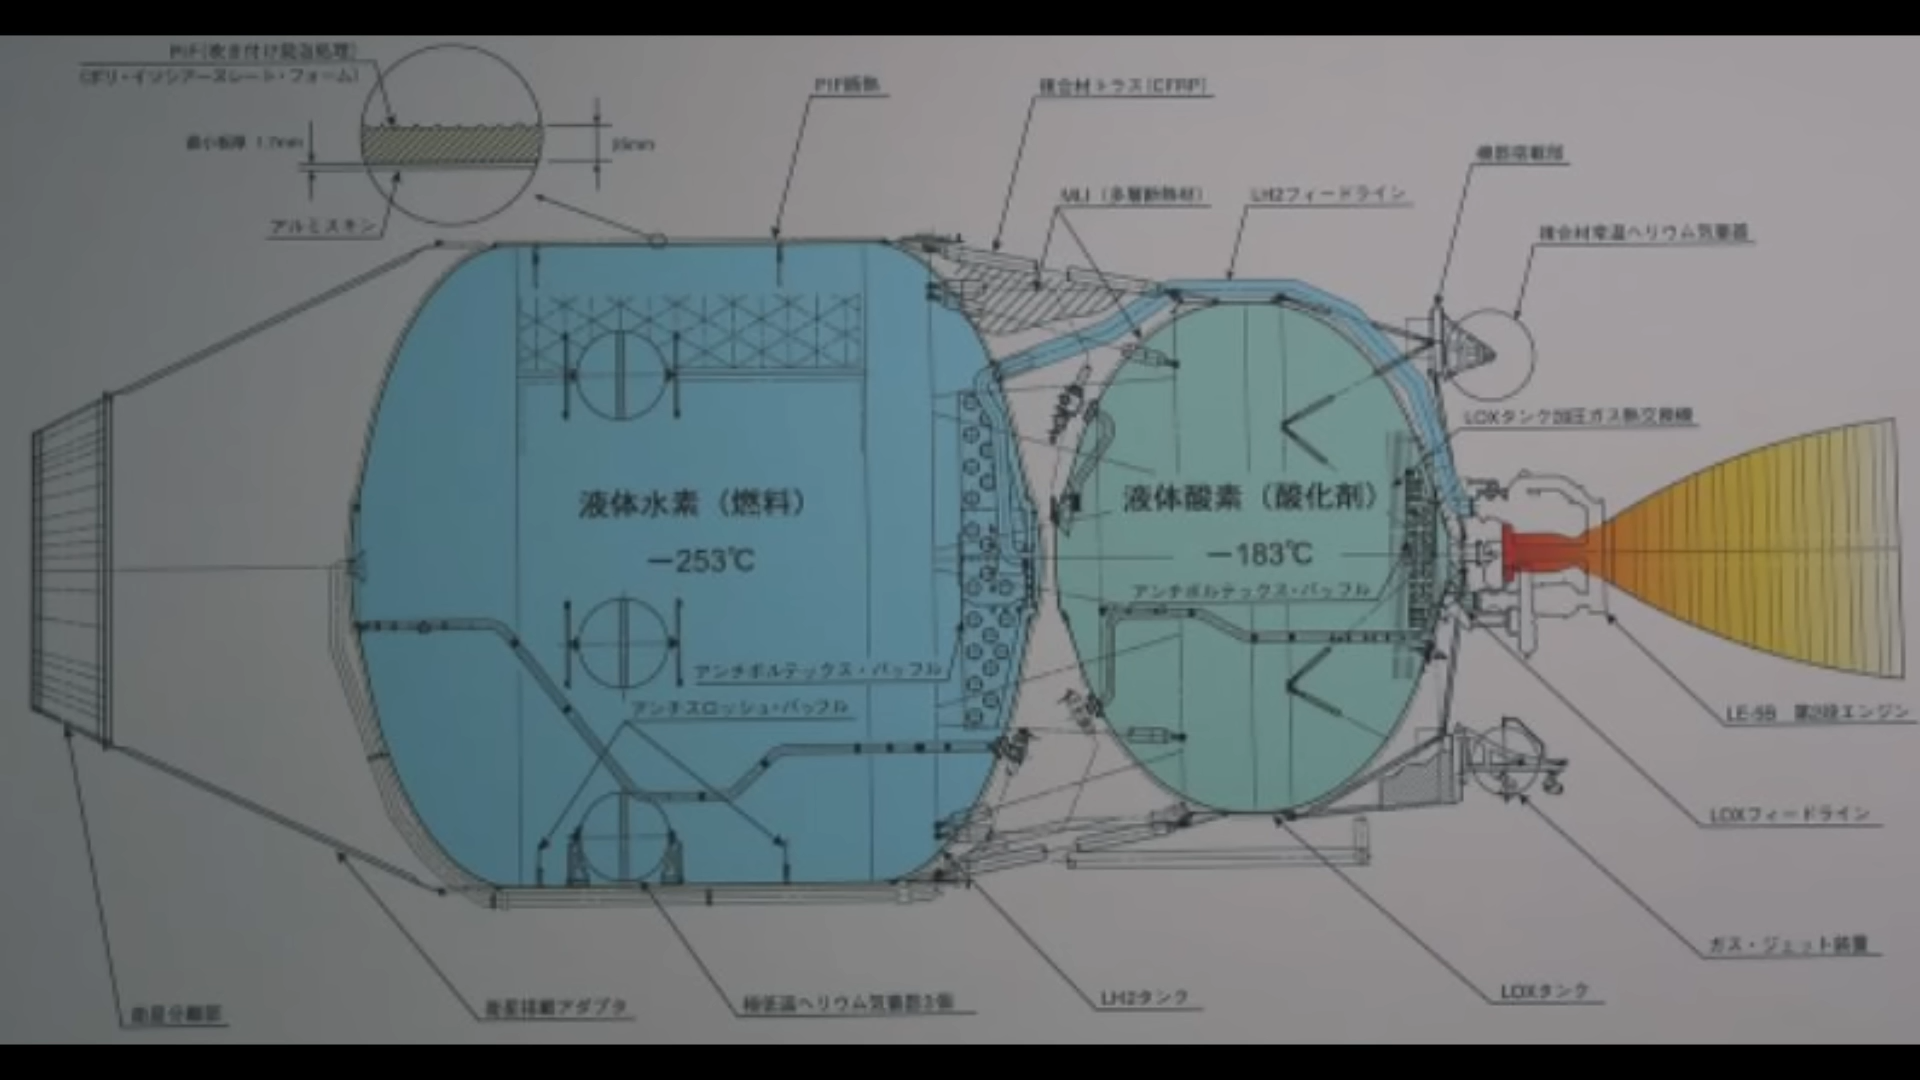 PIF(吹き付け発泡処理)
(ポリ・イソシアヌレート・フォーム)
最小板厚 1.7mm
アルミスキン
PIF断熱
複合材トラス(CFRP)
MLI (多層断熱材)
LH2フィードライン
機器搭載部
複合材常温ヘリウム気蓄器
LOXタンク加圧ガス熱交換機
液体水素（燃料）
−253℃
液体酸素（酸化剤）
−183℃
アンチボルテックス・バッフル
アンチボルテックス・バッフル
アンチスロッシュ・バッフル
LE-5B 第2段エンジン
LOXフィードライン
ガス・ジェット装置
LOXタンク
LH2タンク
極低温ヘリウム気蓄器3個
衛星搭載アダプタ
衛星分離部